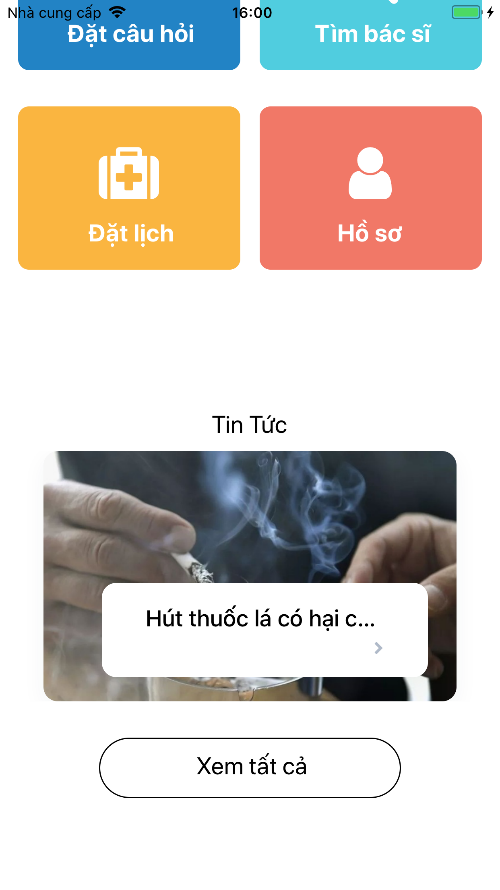 Nhà cung cấp 16:00
Đặt câu hỏi
Tìm bác sĩ
Đặt lịch
Hồ sơ
Tin Tức
Hút thuốc lá có hại c...
Xem tất cả